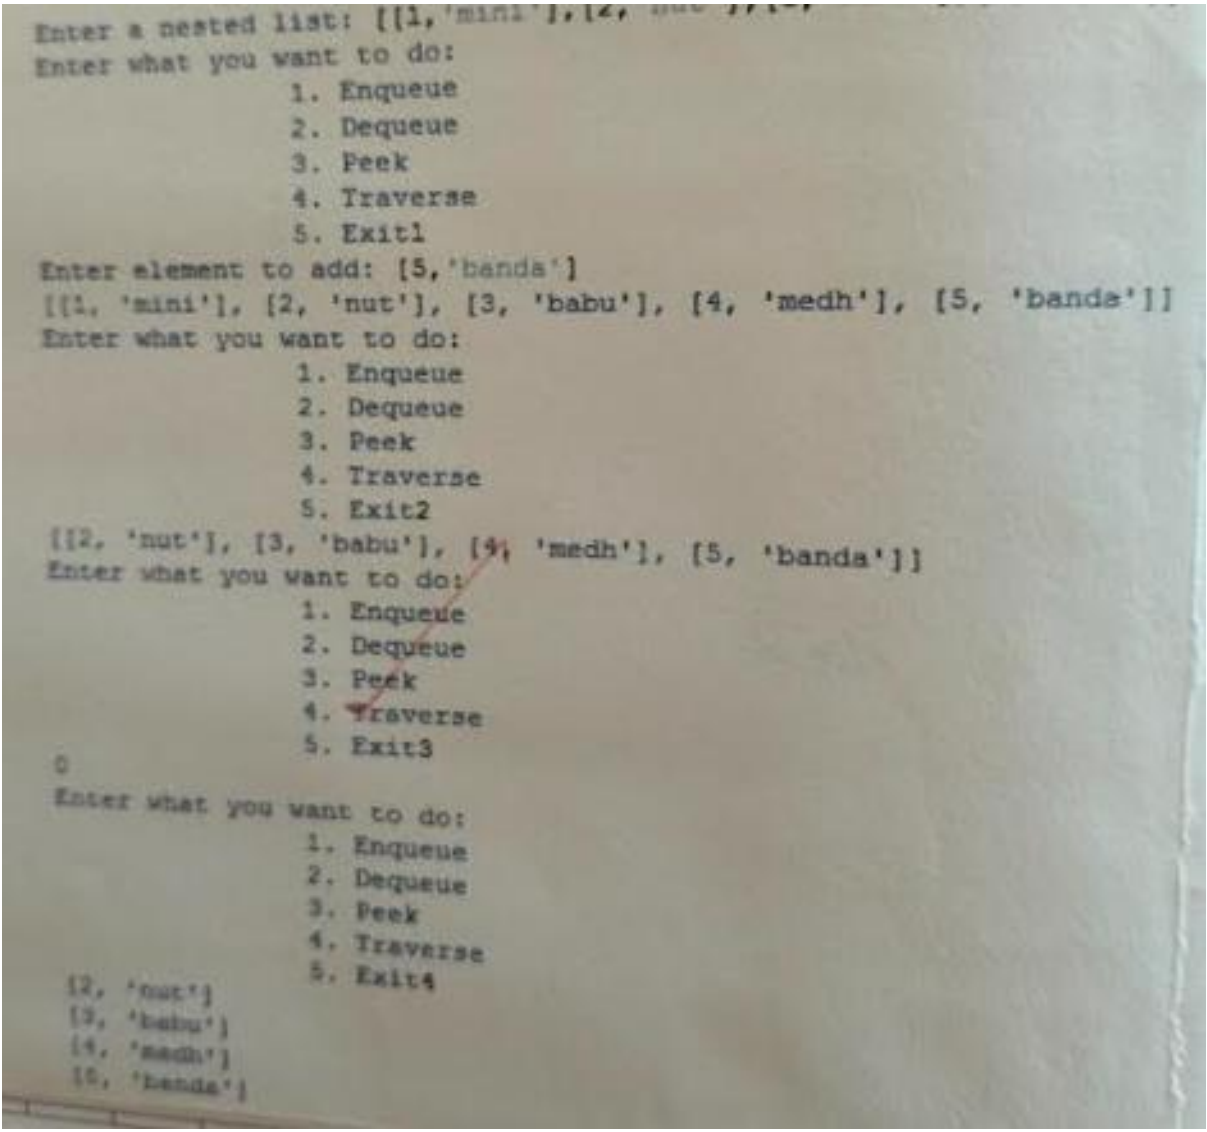 Enter a nested list: [[1,'mini'],[2, 'nut'],[3,
Enter what you want to do:
1. Enqueue
2. Dequeue
3. Peek
4. Traverse
5. Exit1
Enter element to add: [5,'banda']
[[1, 'mini'], [2, 'nut'], [3, 'babu'], [4, 'medh'], [5, 'banda']]
Enter what you want to do:
1. Enqueue
2. Dequeue
3. Peek
4. Traverse
5. Exit2
[[2, 'nut'], [3, 'babu'], [4, 'medh'], [5, 'banda']]
Enter what you want to do:
1. Enqueue
2. Dequeue
3. Peek
4. Traverse
5. Exit3
0
Enter what you want to do:
1. Enqueue
2. Dequeue
3. Peek
4. Traverse
5. Exit4
[2, 'nut']
[3, 'babu']
[4, 'medh']
[5, 'banda']